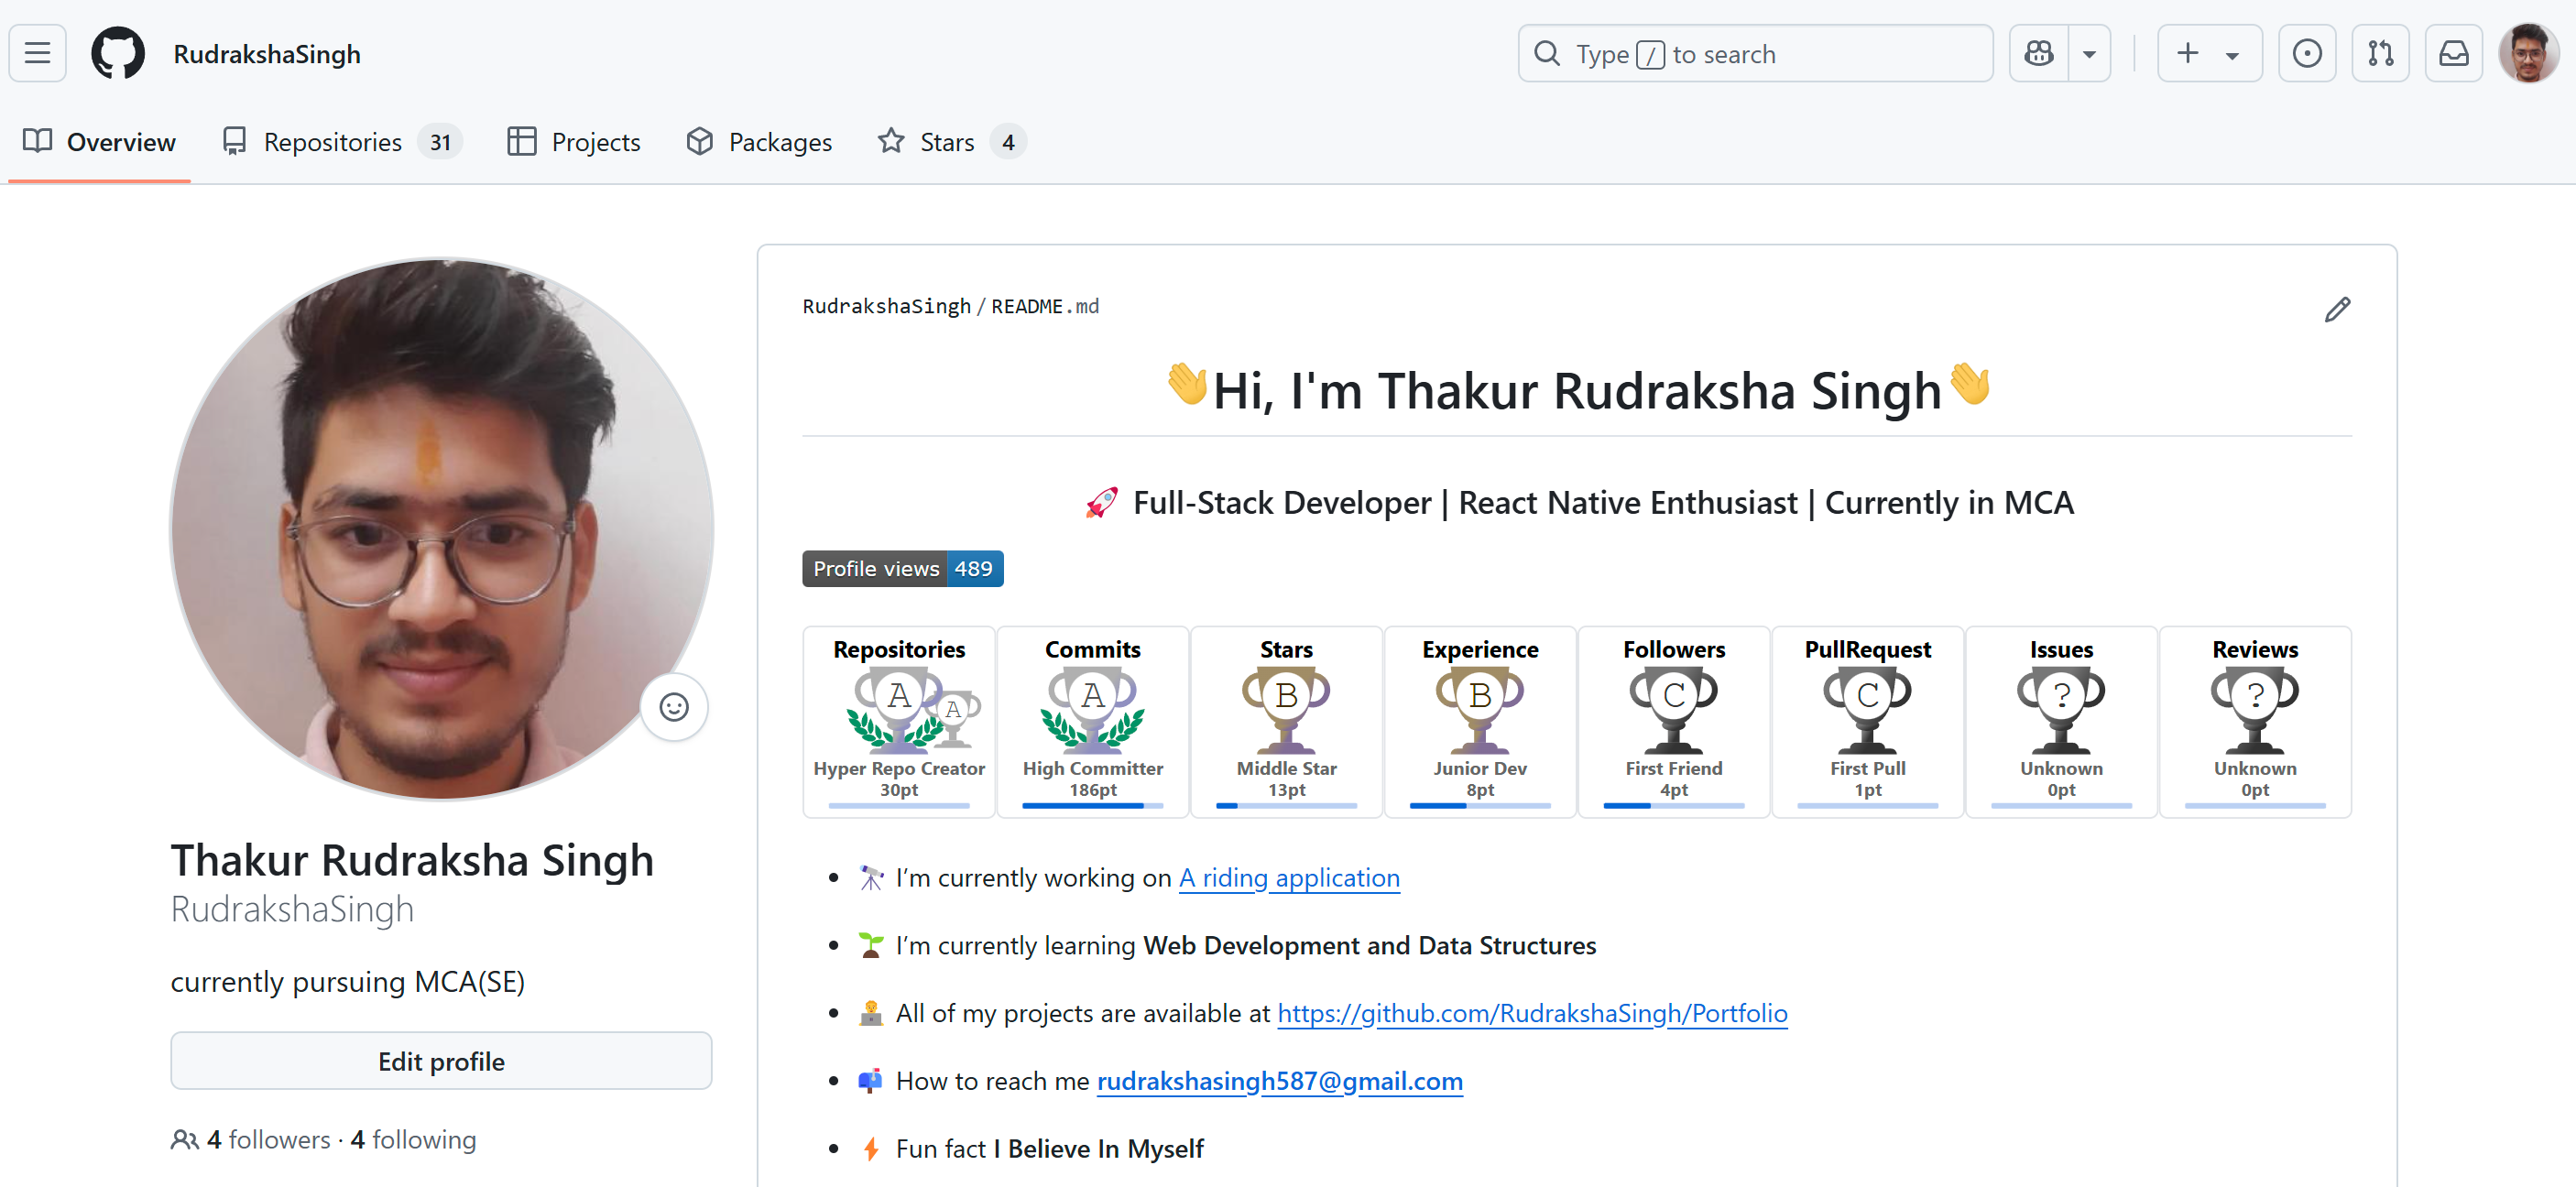 RudrakshaSingh
Type / to search
Overview
Repositories 31
Projects
Packages
Stars 4
RudrakshaSingh / README.md
👋Hi, I'm Thakur Rudraksha Singh👋
🚀 Full-Stack Developer | React Native Enthusiast | Currently in MCA
Profile views 489
Repositories
A
A
Hyper Repo Creator
30pt
Commits
A
High Committer
186pt
Stars
B
Middle Star
13pt
Experience
B
Junior Dev
8pt
Followers
C
First Friend
4pt
PullRequest
C
First Pull
1pt
Issues
?
Unknown
0pt
Reviews
?
Unknown
0pt
• 🔭 I’m currently working on A riding application
• 🌱 I’m currently learning Web Development and Data Structures
• 👨‍💻 All of my projects are available at https://github.com/RudrakshaSingh/Portfolio
• 📫 How to reach me rudrakshasingh587@gmail.com
• ⚡ Fun fact I Believe In Myself
Thakur Rudraksha Singh
RudrakshaSingh
currently pursuing MCA(SE)
Edit profile
4 followers · 4 following